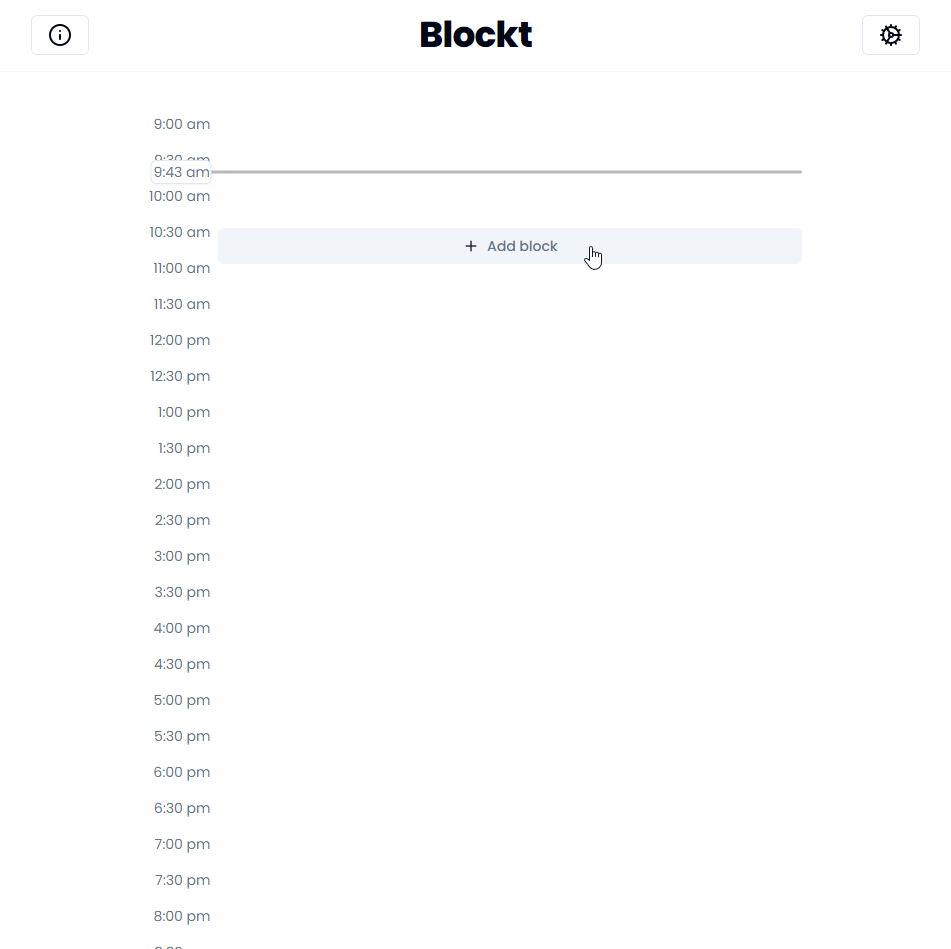 Blockt
9:00 am
9:30 am
9:43 am
10:00 am
10:30 am
Add block
11:00 am
11:30 am
12:00 pm
12:30 pm
1:00 pm
1:30 pm
2:00 pm
2:30 pm
3:00 pm
3:30 pm
4:00 pm
4:30 pm
5:00 pm
5:30 pm
6:00 pm
6:30 pm
7:00 pm
7:30 pm
8:00 pm